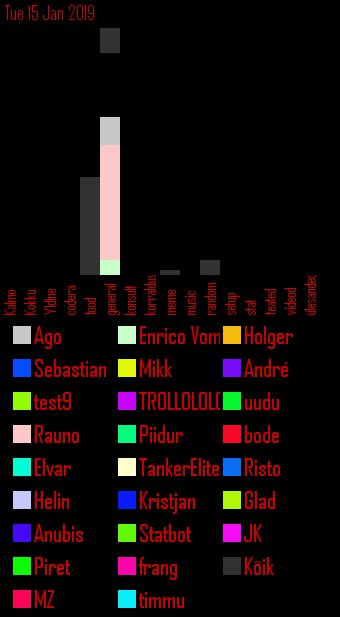 Tue 15 Jan 2019
Kalmo
Kokku
Yldine
codera
food
general
konsult
korraldus
meme
music
random
setup
stat
teated
videod
ülesanded
Ago Enrico Vom Holger
Sebastian Mikk André
test9 TROLLOLOLO uudu
Rauno Piidur bode
Elvar TankerElite Risto
Helin Kristjan Glad
Anubis Statbot JK
Piret frang Kõik
MZ timmu